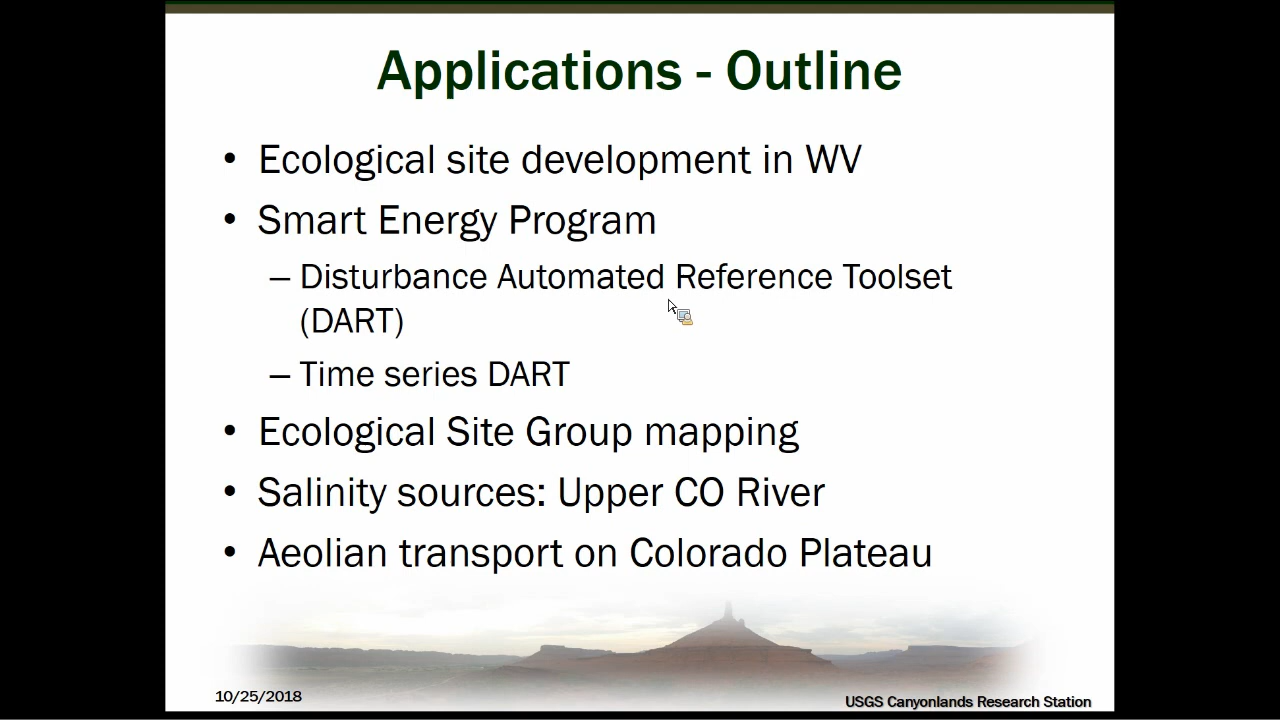 Applications - Outline
• Ecological site development in WV
• Smart Energy Program
– Disturbance Automated Reference Toolset
(DART)
– Time series DART
• Ecological Site Group mapping
• Salinity sources: Upper CO River
• Aeolian transport on Colorado Plateau
10/25/2018
USGS Canyonlands Research Station